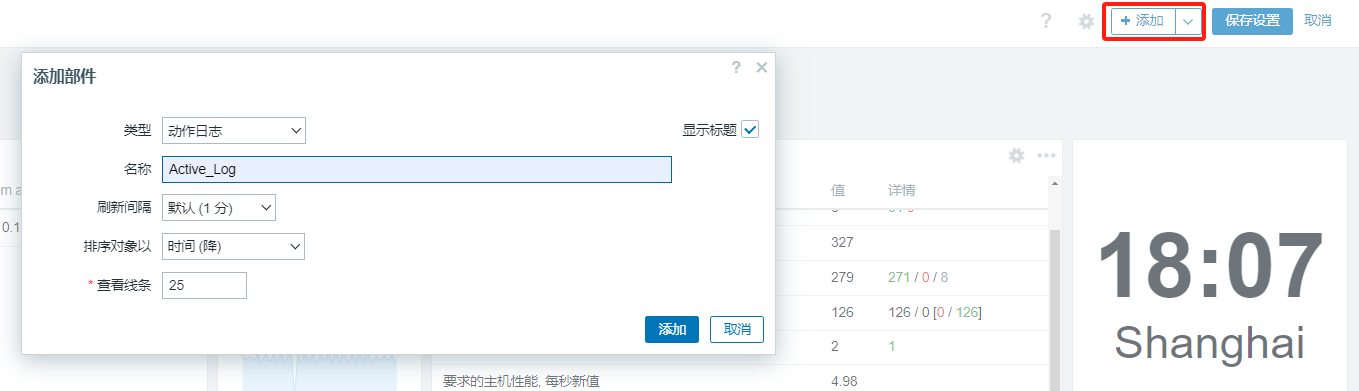 ? + 添加 保存设置 取消
添加部件 ?
类型 动作日志 显示标题
名称 Active_Log
刷新间隔 默认 (1 分)
排序对象以 时间 (降)
* 查看线条 25
添加 取消
m a
0.1
值 详情
327
279 271 / 0 / 8
126 126 / 0 [0 / 126]
2 1
要求的主机性能, 每秒新值 4.98
18:07
Shanghai